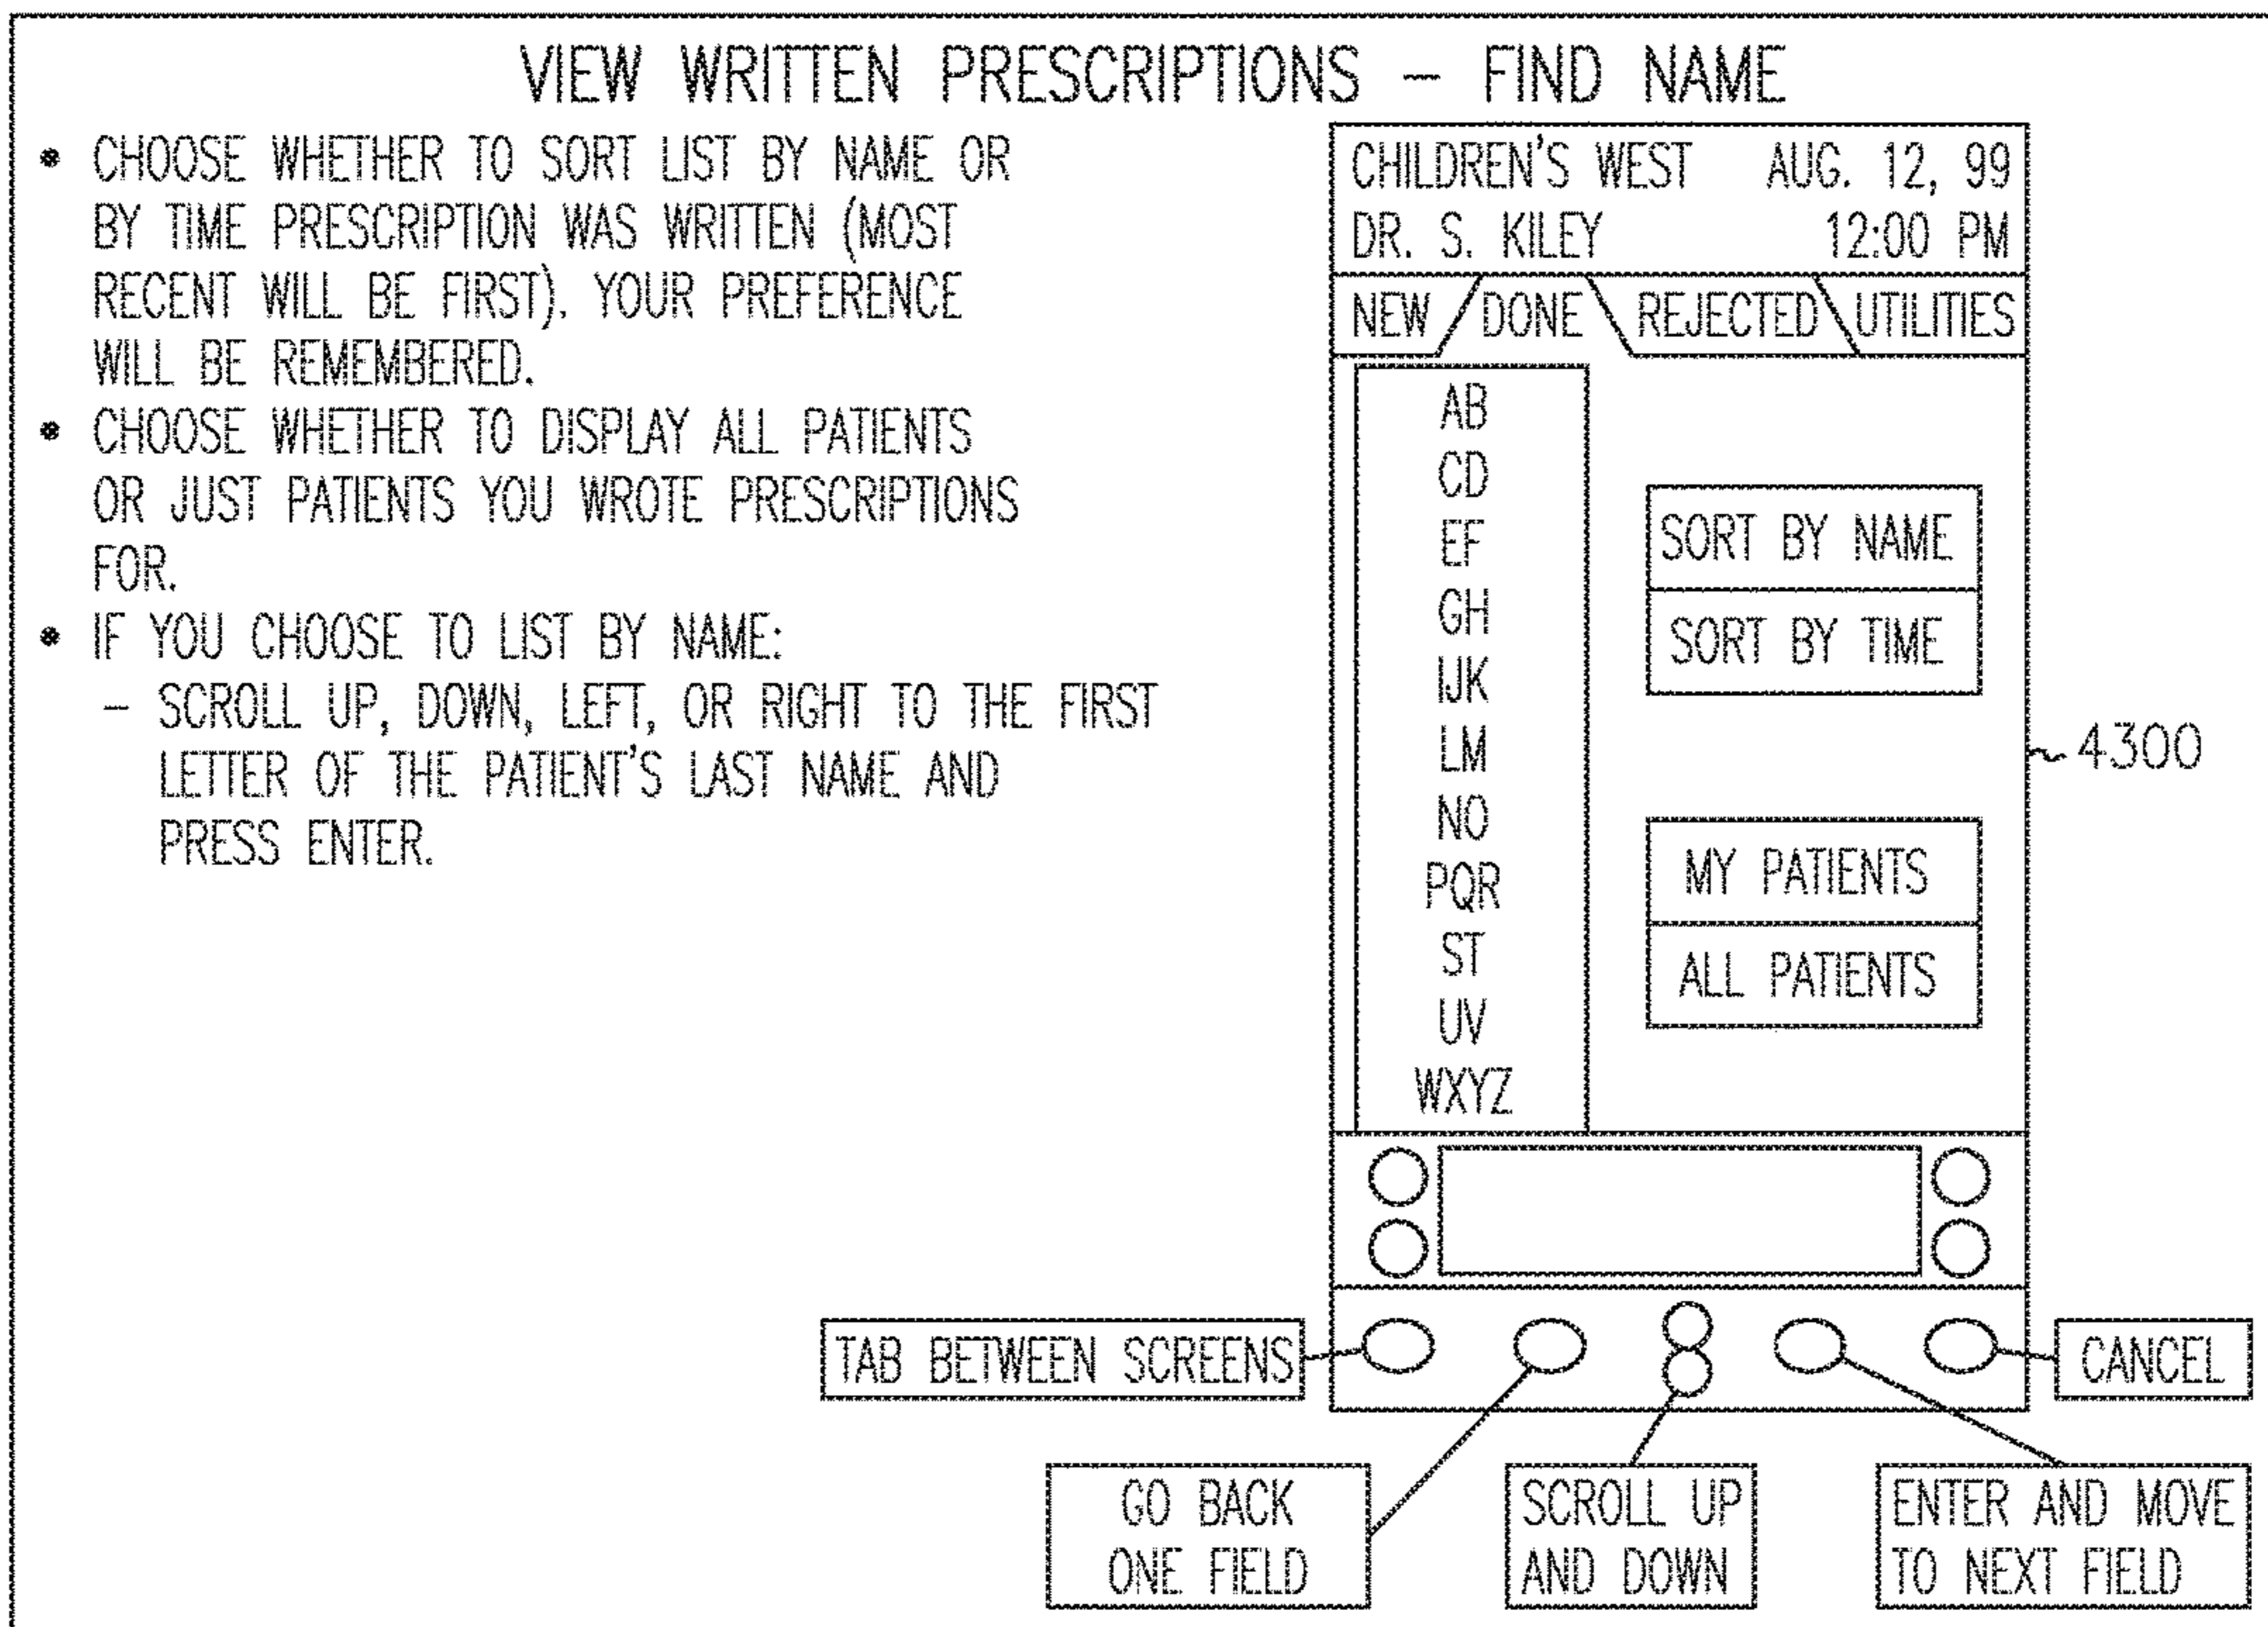 VIEW WRITTEN PRESCRIPTIONS – FIND NAME
• CHOOSE WHETHER TO SORT LIST BY NAME OR
BY TIME PRESCRIPTION WAS WRITTEN (MOST
RECENT WILL BE FIRST). YOUR PREFERENCE
WILL BE REMEMBERED.
• CHOOSE WHETHER TO DISPLAY ALL PATIENTS
OR JUST PATIENTS YOU WROTE PRESCRIPTIONS
FOR.
• IF YOU CHOOSE TO LIST BY NAME:
– SCROLL UP, DOWN, LEFT, OR RIGHT TO THE FIRST
LETTER OF THE PATIENT'S LAST NAME AND
PRESS ENTER.
CHILDREN'S WEST AUG. 12, 99
DR. S. KILEY 12:00 PM
NEW DONE REJECTED UTILITIES
AB
CD
EF
GH
IJK
LM
NO
PQR
ST
UV
WXYZ
SORT BY NAME
SORT BY TIME
MY PATIENTS
ALL PATIENTS
4300
TAB BETWEEN SCREENS
CANCEL
GO BACK
ONE FIELD
SCROLL UP
AND DOWN
ENTER AND MOVE
TO NEXT FIELD